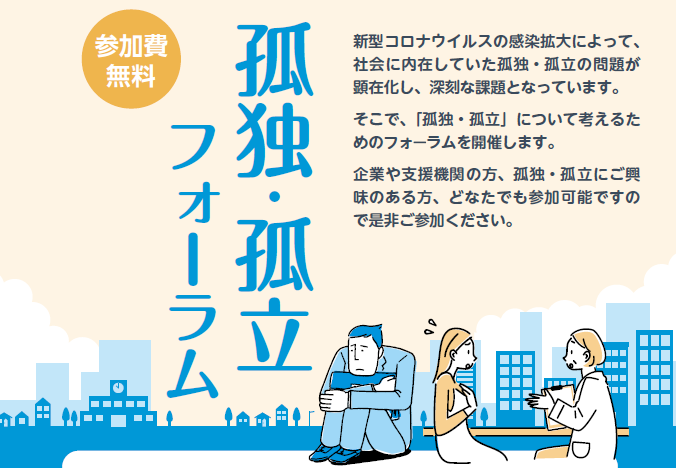 参加費
無料
孤独・孤立
フォーラム
新型コロナウイルスの感染拡大によって、
社会に内在していた孤独・孤立の問題が
顕在化し、深刻な課題となっています。
そこで、「孤独・孤立」について考えるた
めのフォーラムを開催します。
企業や支援機関の方、孤独・孤立にご興
味のある方、どなたでも参加可能ですの
で是非ご参加ください。